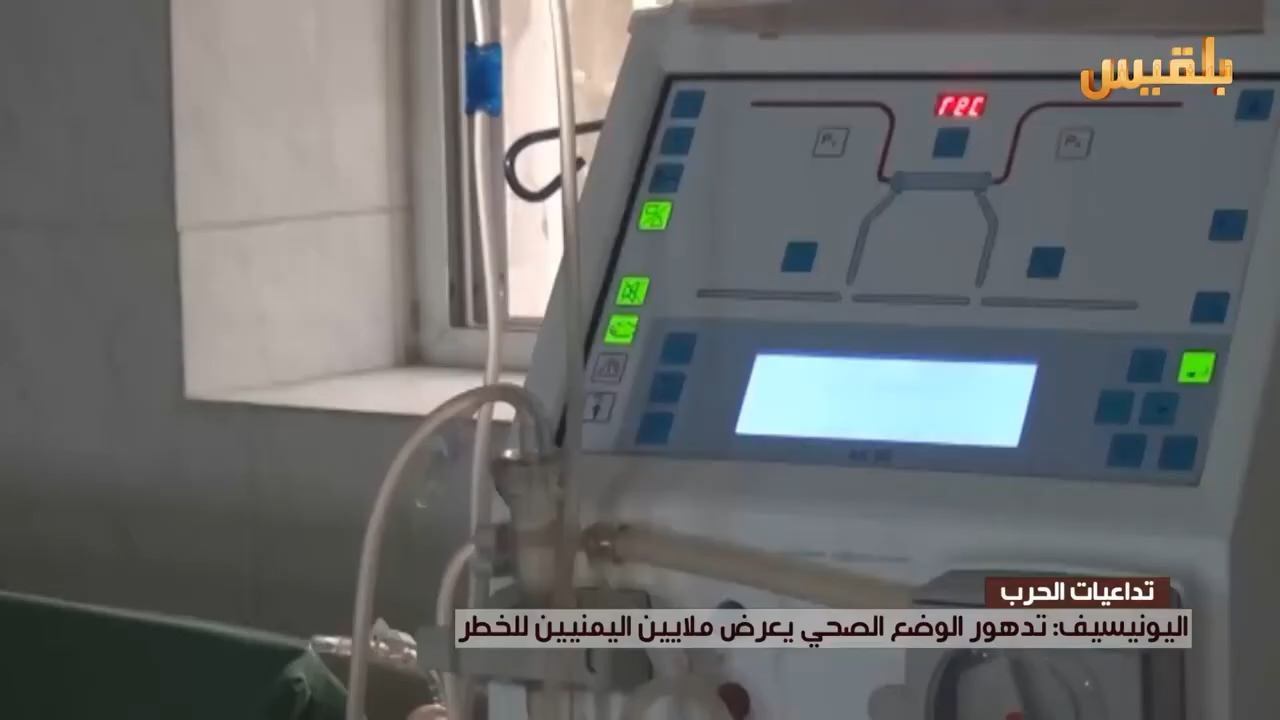 بلقيس
rec
تداعيات الحرب
اليونيسيف: تدهور الوضع الصحي يعرض ملايين اليمنيين للخطر